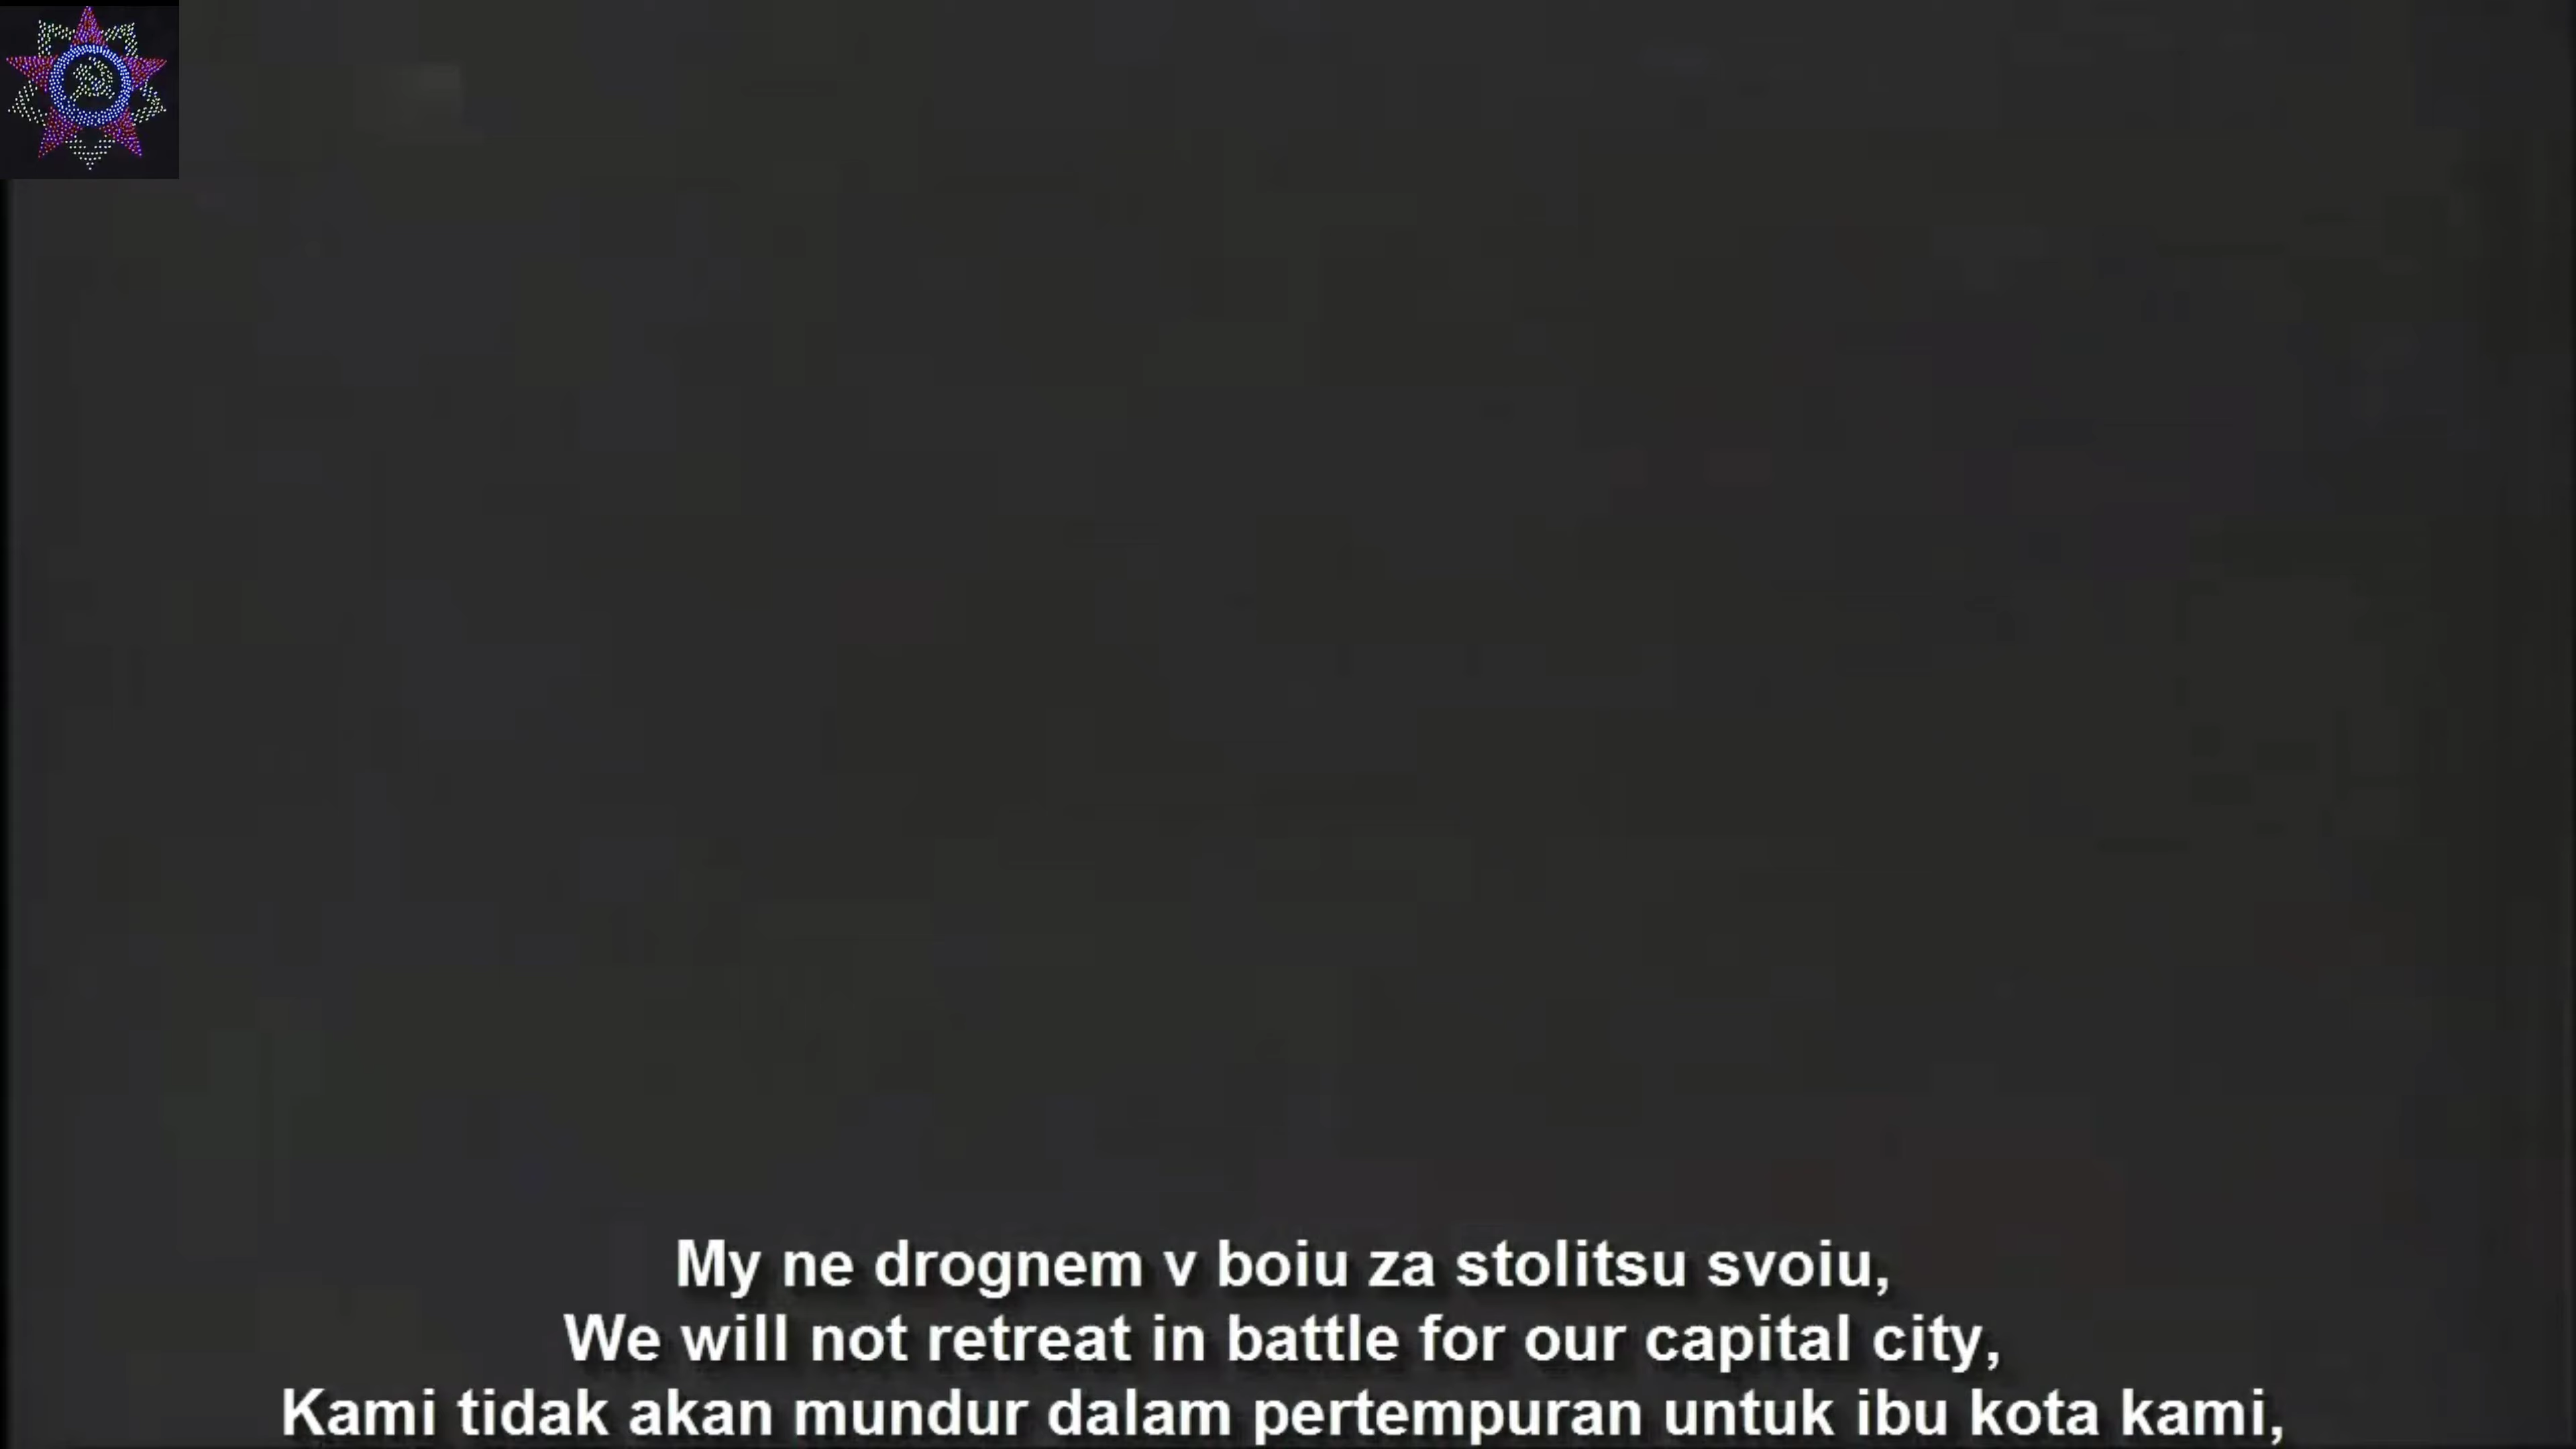 My ne drognem v boiu za stolitsu svoiu,
We will not retreat in battle for our capital city,
Kami tidak akan mundur dalam pertempuran untuk ibu kota kami,